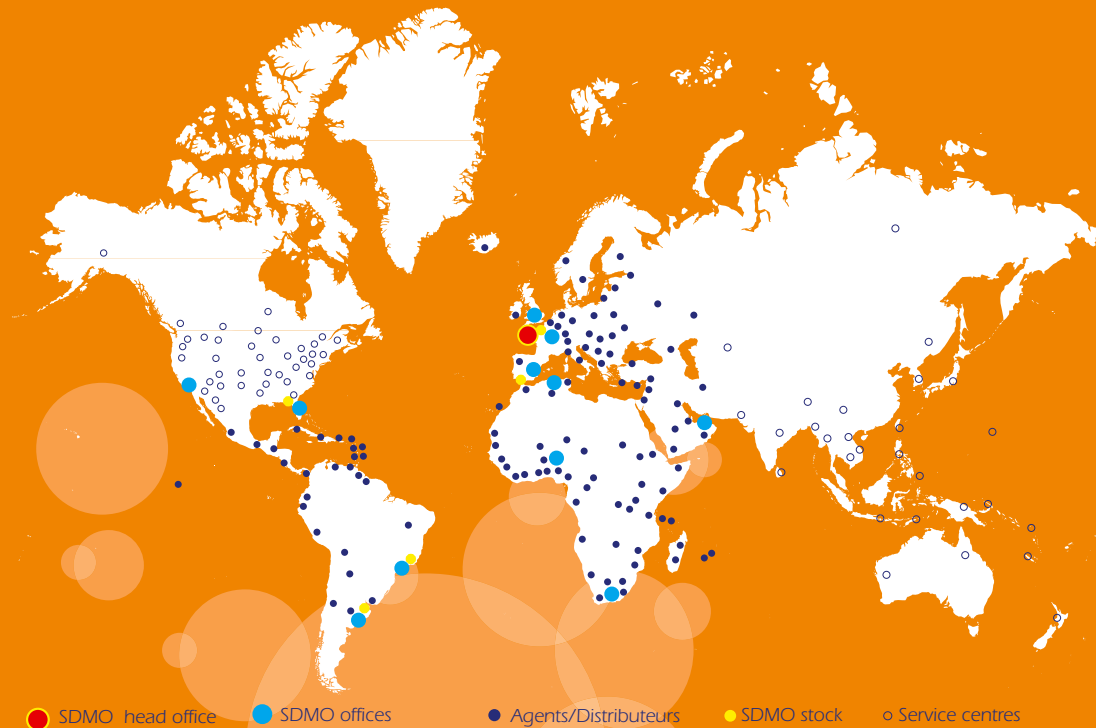 SDMO head office
SDMO offices
Agents/Distributeurs
SDMO stock
Service centres